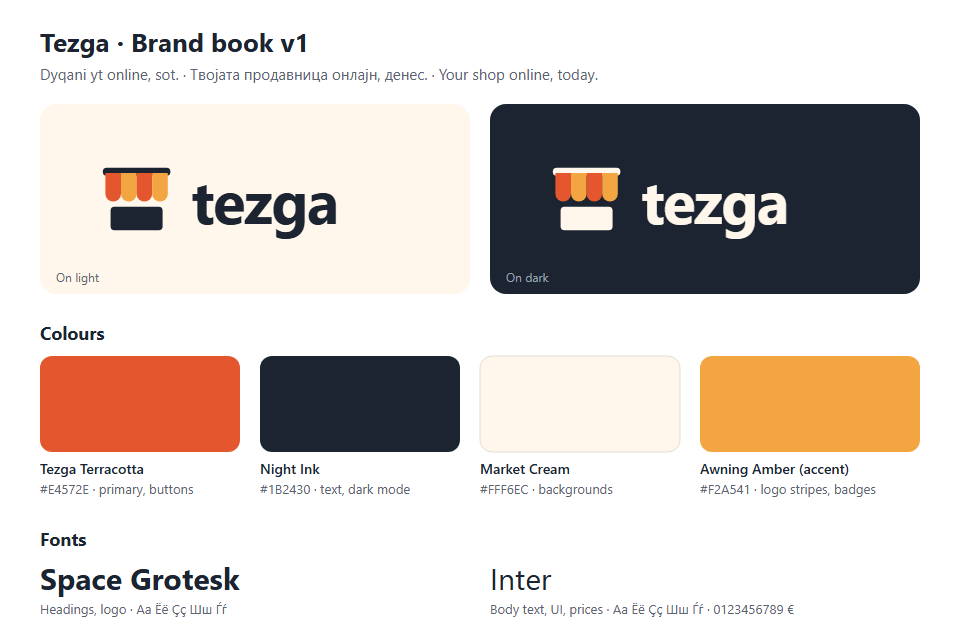 Tezga · Brand book v1
Dyqani yt online, sot. · Твојата продавница онлајн, денес. · Your shop online, today.
tezga
On light
tezga
On dark
Colours
Tezga Terracotta
#E4572E · primary, buttons
Night Ink
#1B2430 · text, dark mode
Market Cream
#FFF6EC · backgrounds
Awning Amber (accent)
#F2A541 · logo stripes, badges
Fonts
Space Grotesk
Headings, logo · Aa Ëë Çç Шш Ѓѓ
Inter
Body text, UI, prices · Aa Ëë Çç Шш Ѓѓ · 0123456789 €